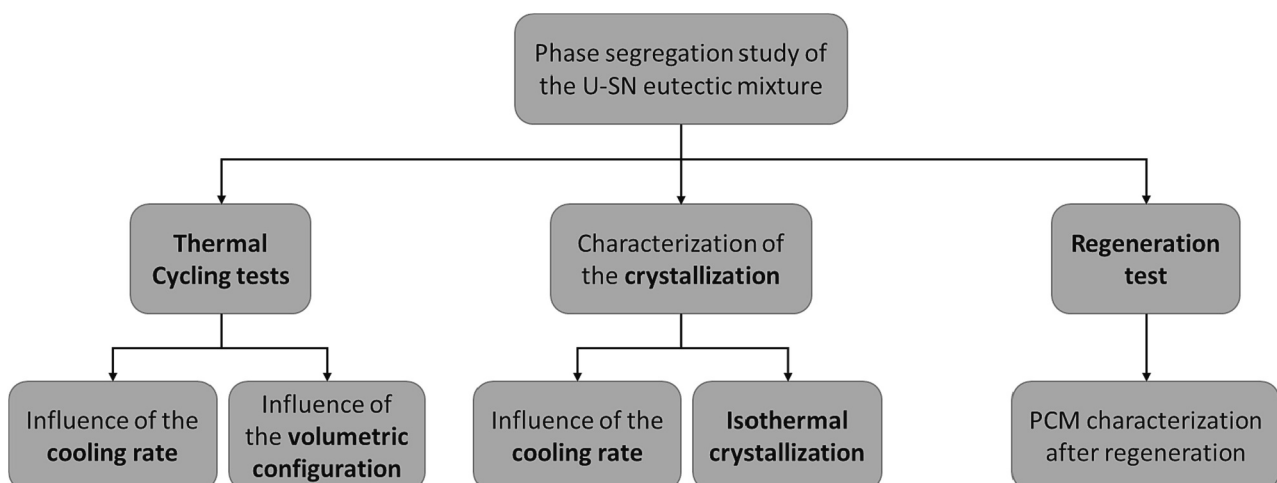 Phase segregation study of
the U-SN eutectic mixture
Thermal
Cycling tests
Characterization of
the crystallization
Regeneration
test
Influence of the
cooling rate
Influence of
the volumetric
configuration
Influence of the
cooling rate
Isothermal
crystallization
PCM characterization
after regeneration